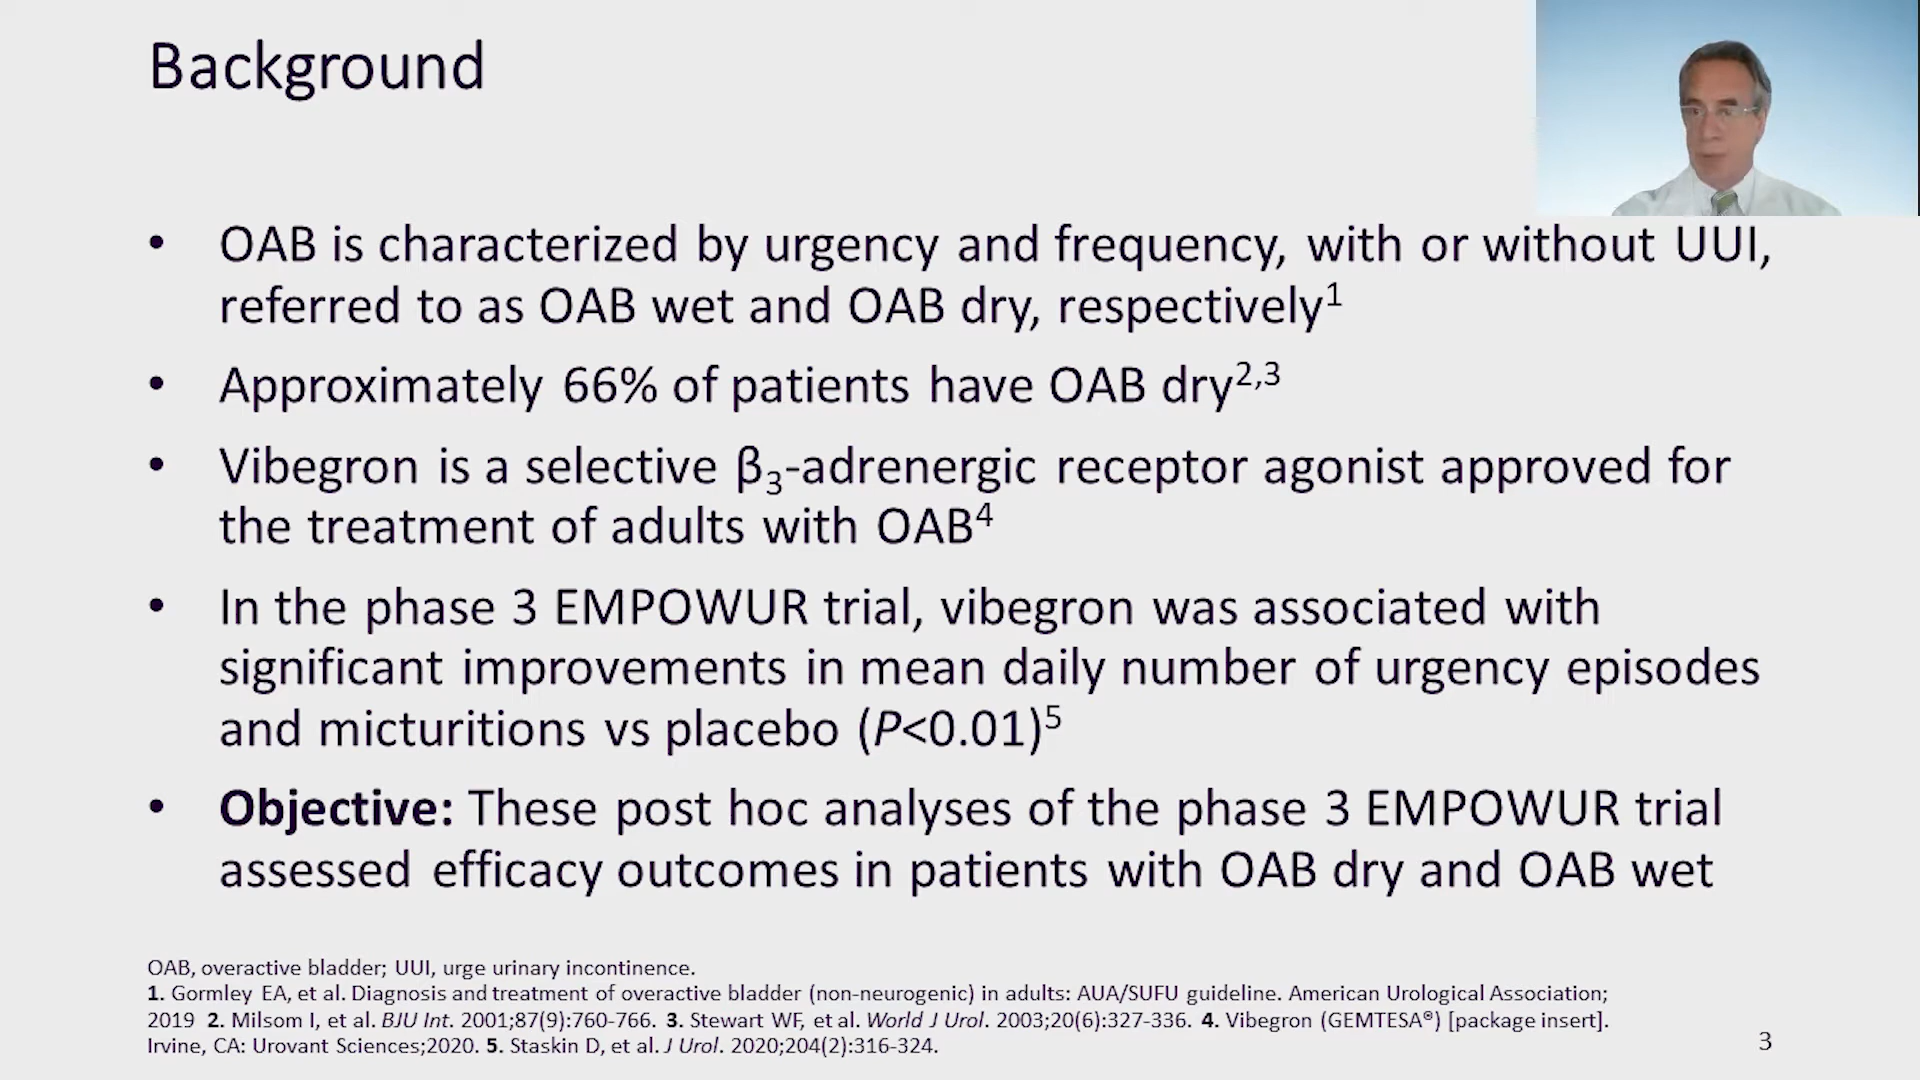 Background
• OAB is characterized by urgency and frequency, with or without UUI,
referred to as OAB wet and OAB dry, respectively¹
• Approximately 66% of patients have OAB dry²,³
• Vibegron is a selective β₃-adrenergic receptor agonist approved for
the treatment of adults with OAB⁴
• In the phase 3 EMPOWUR trial, vibegron was associated with
significant improvements in mean daily number of urgency episodes
and micturitions vs placebo (P<0.01)⁵
• Objective: These post hoc analyses of the phase 3 EMPOWUR trial
assessed efficacy outcomes in patients with OAB dry and OAB wet
OAB, overactive bladder; UUI, urge urinary incontinence.
1. Gormley EA, et al. Diagnosis and treatment of overactive bladder (non-neurogenic) in adults: AUA/SUFU guideline. American Urological Association;
2019 2. Milsom I, et al. BJU Int. 2001;87(9):760-766. 3. Stewart WF, et al. World J Urol. 2003;20(6):327-336. 4. Vibegron (GEMTESA®) [package insert].
Irvine, CA: Urovant Sciences;2020. 5. Staskin D, et al. J Urol. 2020;204(2):316-324.
3